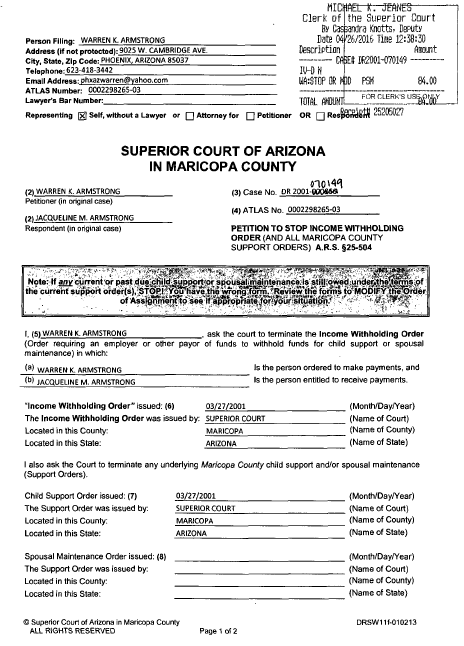 MICHAEL K. JEANES
Clerk of the Superior Court
By Cassandra Knotts, Deputy
Date 04/26/2016 Time 12:38:30
Description Amount
CASE# DR2001-070149
IV-D N
WA:STOP OR MOD PSM 84.00
TOTAL AMOUNT 84.00
Receipt# 25205027
FOR CLERK'S USE ONLY
Person Filing: WARREN K. ARMSTRONG
Address (if not protected): 9025 W. CAMBRIDGE AVE.
City, State, Zip Code: PHOENIX, ARIZONA 85037
Telephone: 623-418-3442
Email Address: phxazwarren@yahoo.com
ATLAS Number: 0002298265-03
Lawyer's Bar Number:
Representing ☒ Self, without a Lawyer or ☐ Attorney for ☐ Petitioner OR ☐ Respondent
SUPERIOR COURT OF ARIZONA
IN MARICOPA COUNTY
070149
(2) WARREN K. ARMSTRONG
Petitioner (in original case)
(3) Case No. DR 2001-
(4) ATLAS No. 0002298265-03
(2) JACQUELINE M. ARMSTRONG
Respondent (in original case)
PETITION TO STOP INCOME WITHHOLDING
ORDER (AND ALL MARICOPA COUNTY
SUPPORT ORDERS) A.R.S. §25-504
Note: If any current or past due child support or spousal maintenance is still owed under the terms of
the current support order(s), STOP! You have the wrong form. Review the forms to MODIFY the Order
of Assignment to see if appropriate for your situation.
I, (5) WARREN K. ARMSTRONG , ask the court to terminate the Income Withholding Order
(Order requiring an employer or other payor of funds to withhold funds for child support or spousal
maintenance) in which:
(a) WARREN K. ARMSTRONG Is the person ordered to make payments, and
(b) JACQUELINE M. ARMSTRONG Is the person entitled to receive payments.
"Income Withholding Order" issued: (6) 03/27/2001 (Month/Day/Year)
The Income Withholding Order was issued by: SUPERIOR COURT (Name of Court)
Located in this County: MARICOPA (Name of County)
Located in this State: ARIZONA (Name of State)
I also ask the Court to terminate any underlying Maricopa County child support and/or spousal maintenance
(Support Orders).
Child Support Order issued: (7) 03/27/2001 (Month/Day/Year)
The Support Order was issued by: SUPERIOR COURT (Name of Court)
Located in this County: MARICOPA (Name of County)
Located in this State: ARIZONA (Name of State)
Spousal Maintenance Order issued: (8) (Month/Day/Year)
The Support Order was issued by: (Name of Court)
Located in this County: (Name of County)
Located in this State: (Name of State)
© Superior Court of Arizona in Maricopa County
ALL RIGHTS RESERVED
Page 1 of 2
DRSW11f-010213